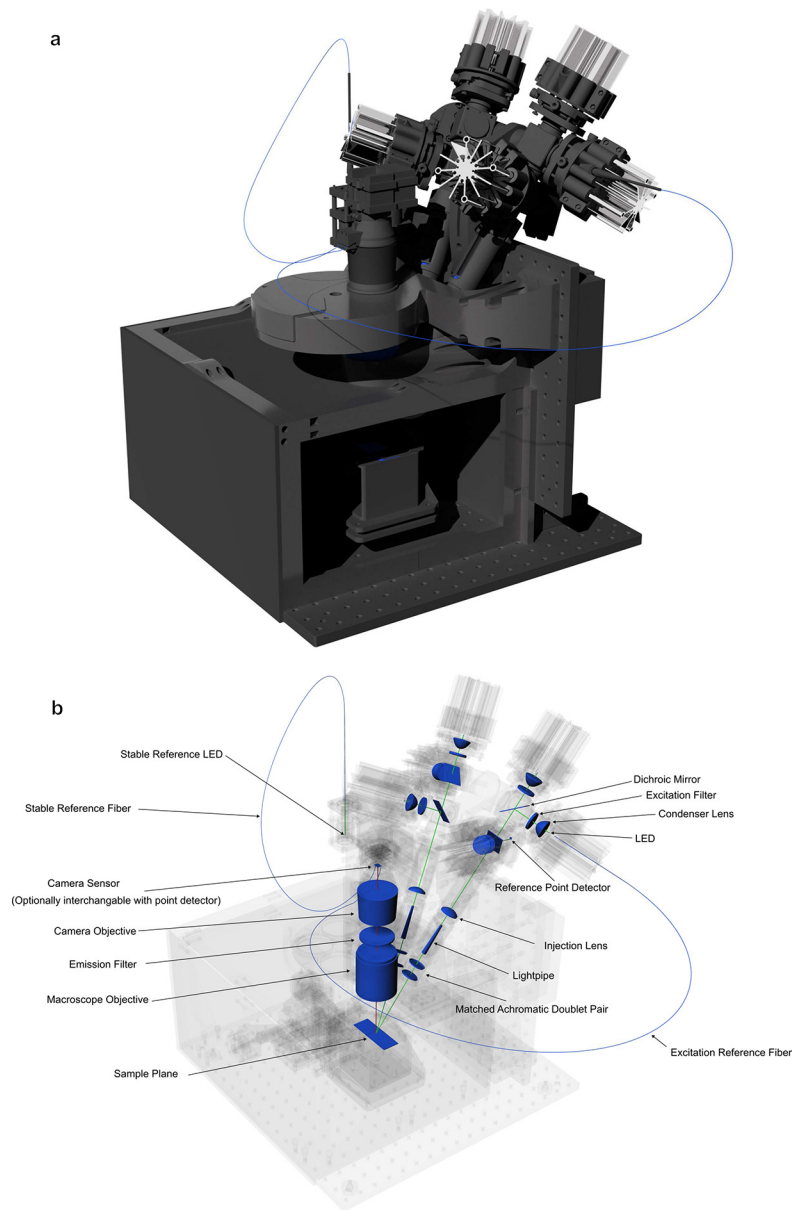 a
b
Stable Reference LED
Stable Reference Fiber
Dichroic Mirror
Excitation Filter
Condenser Lens
LED
Reference Point Detector
Camera Sensor
(Optionally interchangable with point detector)
Camera Objective
Emission Filter
Macroscope Objective
Injection Lens
Lightpipe
Matched Achromatic Doublet Pair
Excitation Reference Fiber
Sample Plane